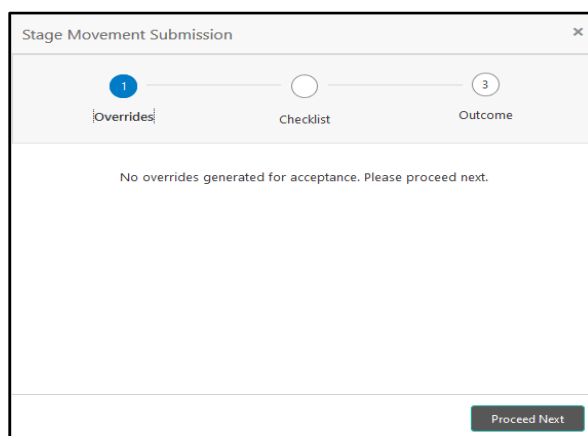 Stage Movement Submission
×
1
3
Overrides
Checklist
Outcome
No overrides generated for acceptance. Please proceed next.
Proceed Next